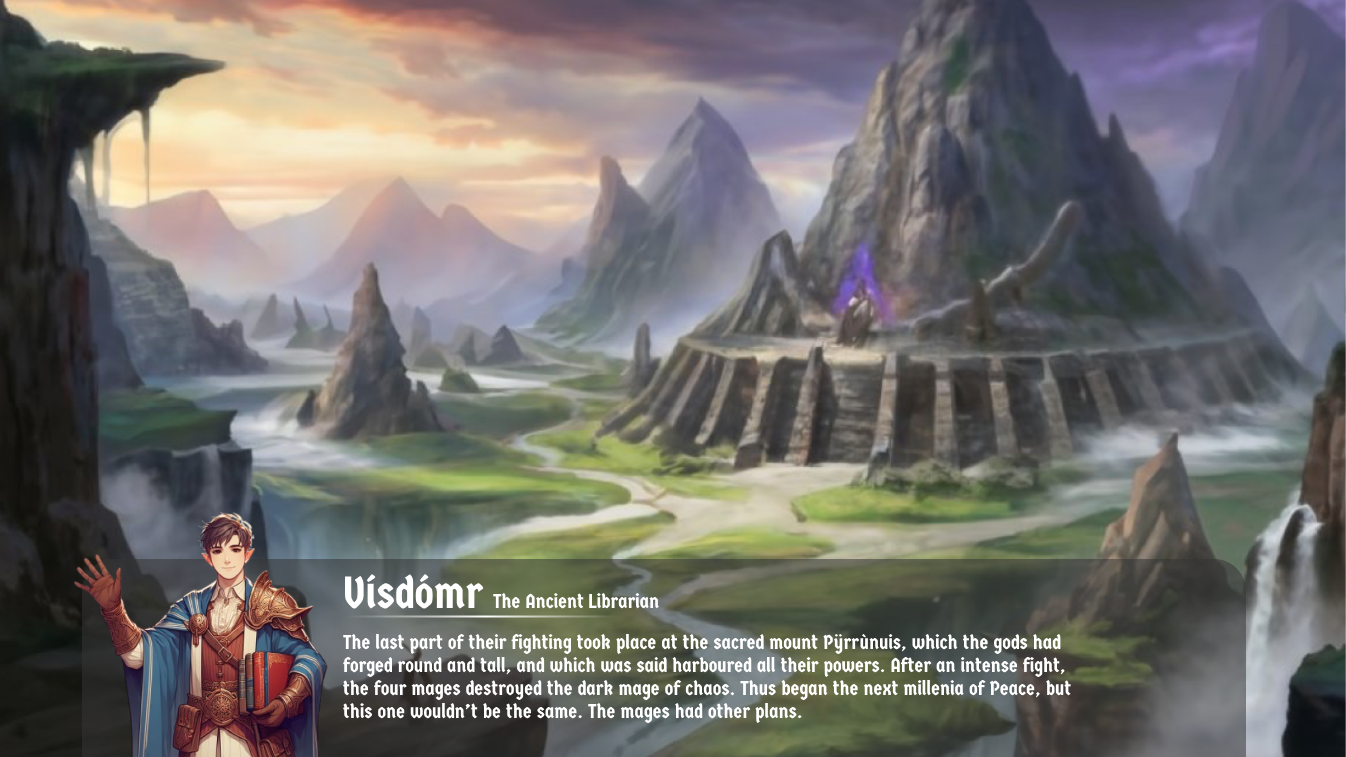 Vísdómr The Ancient Librarian
The last part of their fighting took place at the sacred mount Pÿrrùnuis, which the gods had
forged round and tall, and which was said harboured all their powers. After an intense fight,
the four mages destroyed the dark mage of chaos. Thus began the next millenia of Peace, but
this one wouldn't be the same. The mages had other plans.